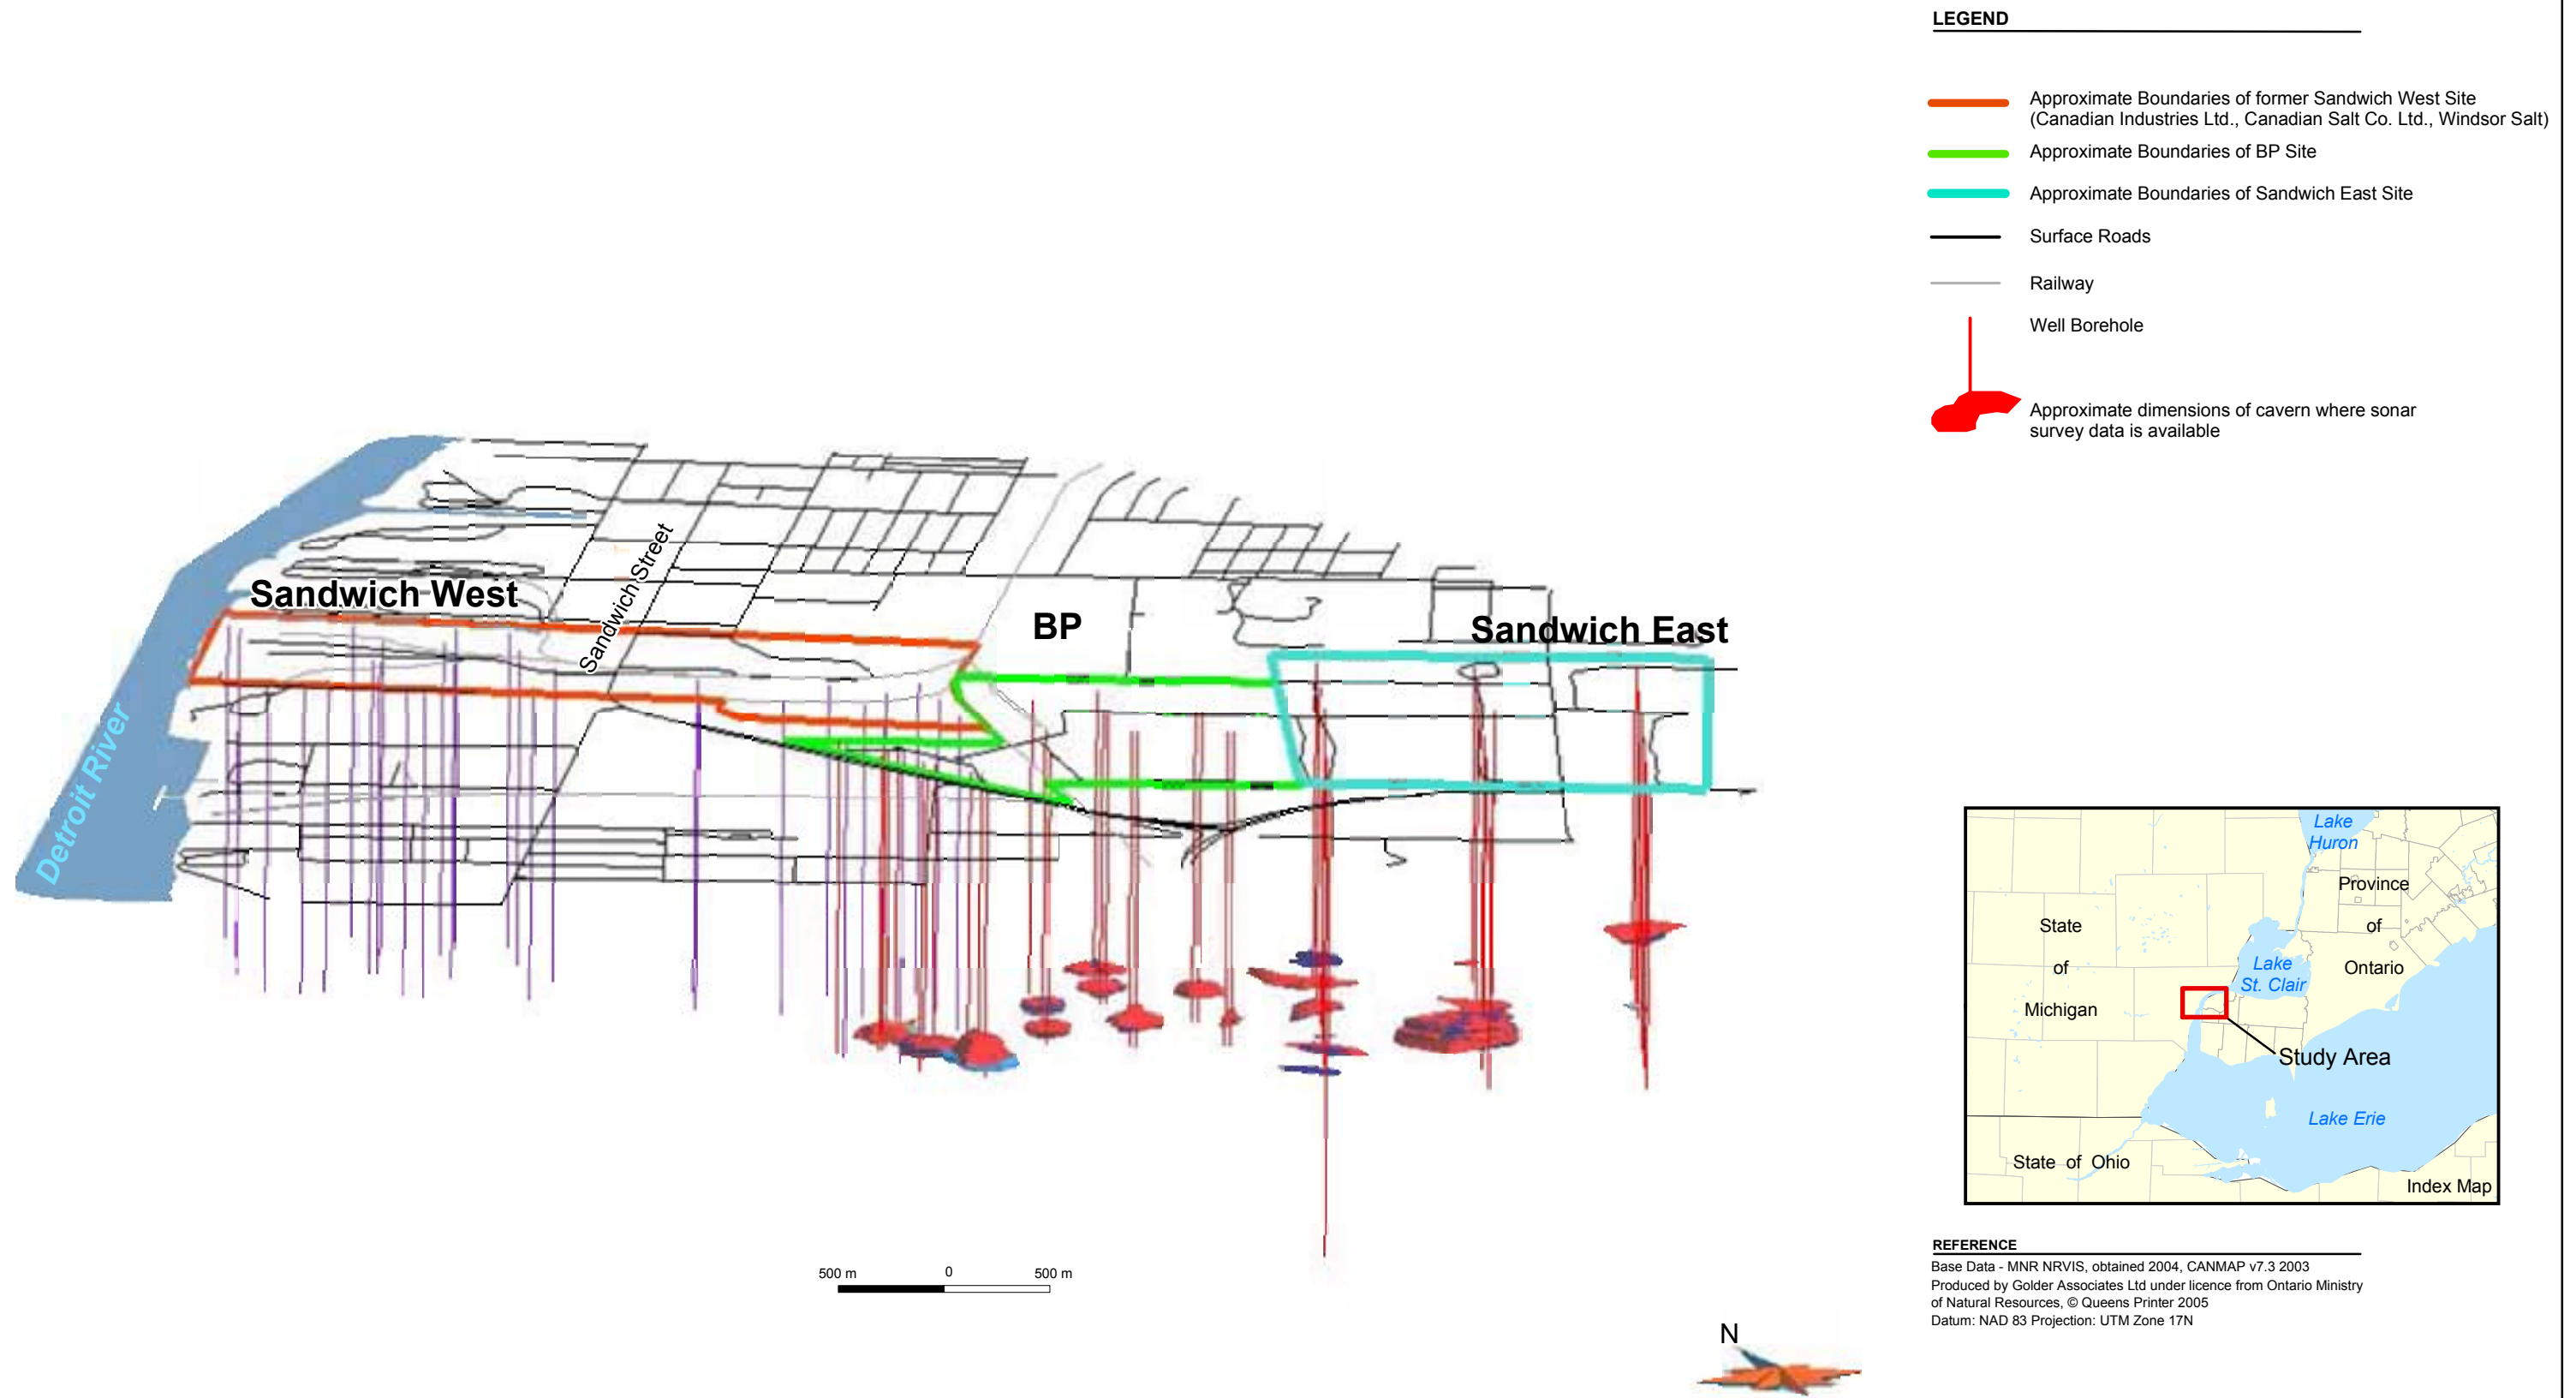 LEGEND
Approximate Boundaries of former Sandwich West Site
(Canadian Industries Ltd., Canadian Salt Co. Ltd., Windsor Salt)
Approximate Boundaries of BP Site
Approximate Boundaries of Sandwich East Site
Surface Roads
Railway
Well Borehole
Approximate dimensions of cavern where sonar
survey data is available
Sandwich West
Sandwich Street
BP
Sandwich East
Detroit River
Lake
Huron
Province
of
Ontario
State
of
Michigan
Lake
St. Clair
Study Area
Lake Erie
State of Ohio
Index Map
500 m
0
500 m
N
REFERENCE
Base Data - MNR NRVIS, obtained 2004, CANMAP v7.3 2003
Produced by Golder Associates Ltd under licence from Ontario Ministry
of Natural Resources, © Queens Printer 2005
Datum: NAD 83 Projection: UTM Zone 17N